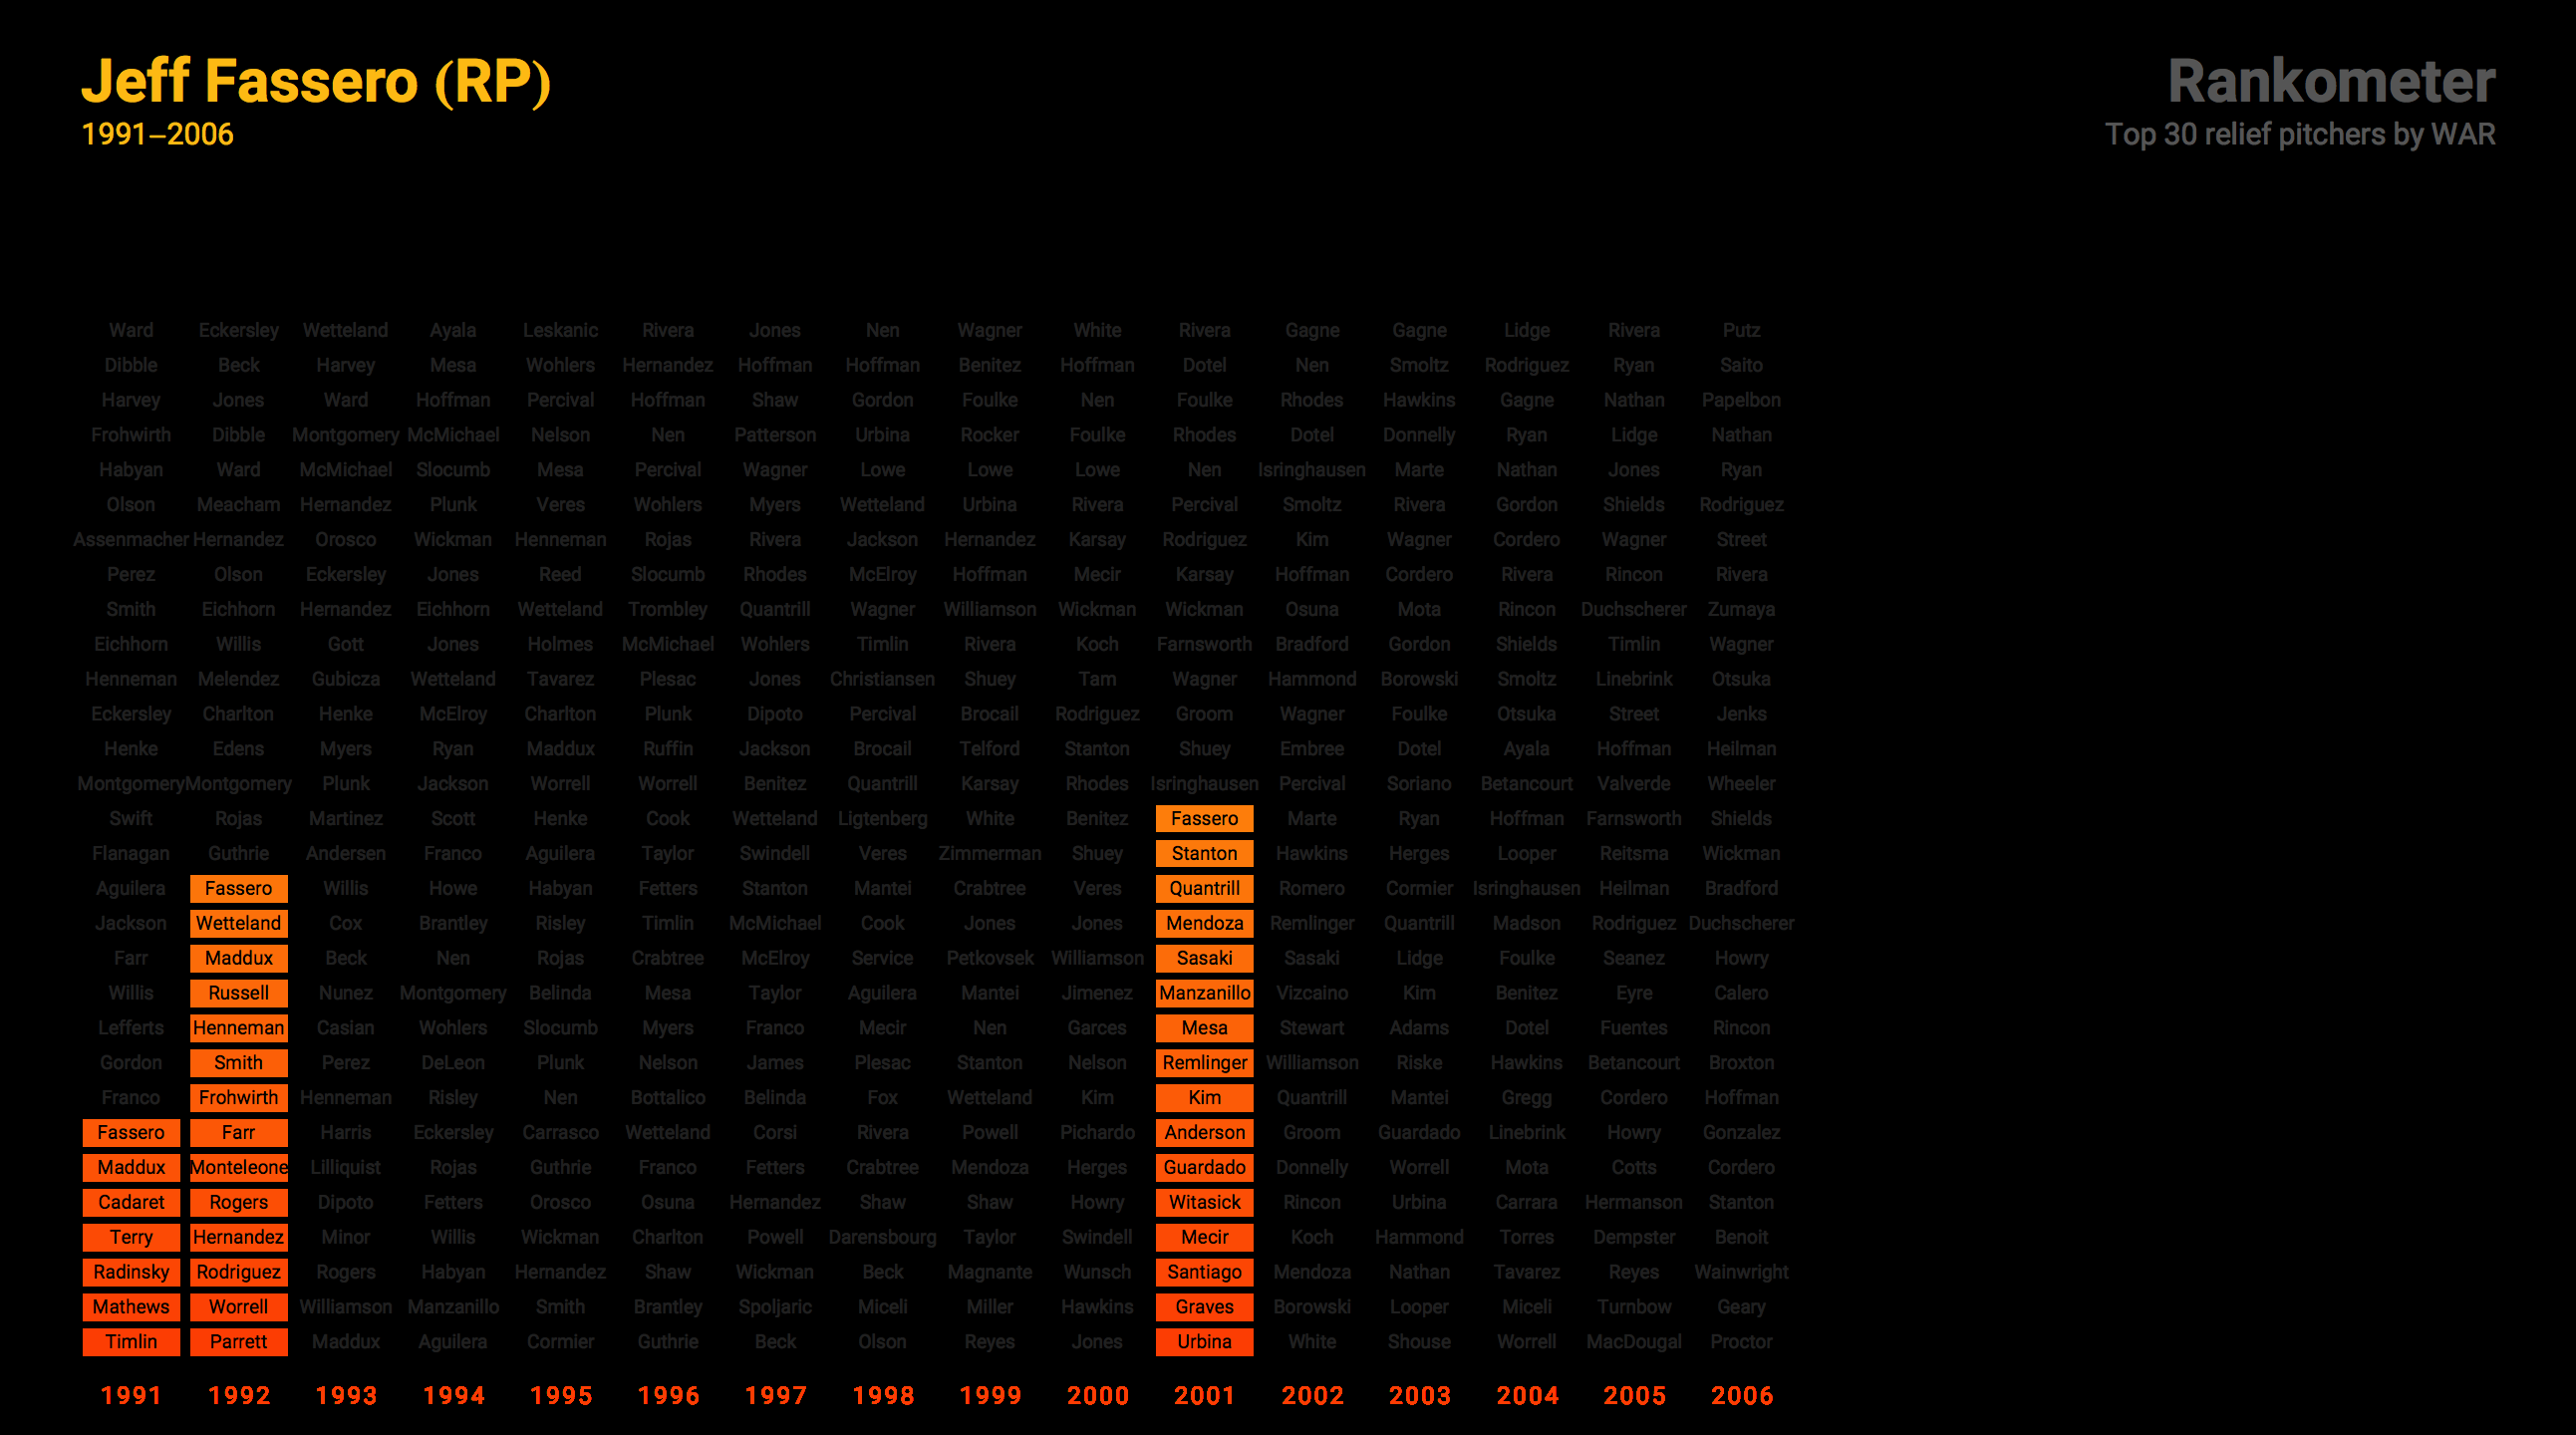 Jeff Fassero (RP)
1991–2006
Rankometer
Top 30 relief pitchers by WAR
Ward Eckersley Wetteland Ayala Leskanic Rivera Jones Nen Wagner White Rivera Gagne Gagne Lidge Rivera Putz
Dibble Beck Harvey Mesa Wohlers Hernandez Hoffman Hoffman Benitez Hoffman Dotel Nen Smoltz Rodriguez Ryan Saito
Harvey Jones Ward Hoffman Percival Hoffman Shaw Gordon Foulke Nen Foulke Rhodes Hawkins Gagne Nathan Papelbon
Frohwirth Dibble Montgomery McMichael Nelson Nen Patterson Urbina Rocker Foulke Rhodes Dotel Donnelly Ryan Lidge Nathan
Habyan Ward McMichael Slocumb Mesa Percival Wagner Lowe Lowe Lowe Nen Isringhausen Marte Nathan Jones Ryan
Olson Meacham Hernandez Plunk Veres Wohlers Myers Wetteland Urbina Rivera Percival Smoltz Rivera Gordon Shields Rodriguez
Assenmacher Hernandez Orosco Wickman Henneman Rojas Rivera Jackson Hernandez Karsay Rodriguez Kim Wagner Cordero Wagner Street
Perez Olson Eckersley Jones Reed Slocumb Rhodes McElroy Hoffman Mecir Karsay Hoffman Cordero Rivera Rincon Rivera
Smith Eichhorn Hernandez Eichhorn Wetteland Trombley Quantrill Wagner Williamson Wickman Wickman Osuna Mota Rincon Duchscherer Zumaya
Eichhorn Willis Gott Jones Holmes McMichael Wohlers Timlin Rivera Koch Farnsworth Bradford Gordon Shields Timlin Wagner
Henneman Melendez Gubicza Wetteland Tavarez Plesac Jones Christiansen Shuey Tam Wagner Hammond Borowski Smoltz Linebrink Otsuka
Eckersley Charlton Henke McElroy Charlton Plunk Dipoto Percival Brocail Rodriguez Groom Wagner Foulke Otsuka Street Jenks
Henke Edens Myers Ryan Maddux Ruffin Jackson Brocail Telford Stanton Shuey Embree Dotel Ayala Hoffman Heilman
Montgomery Montgomery Plunk Jackson Worrell Worrell Benitez Quantrill Karsay Rhodes Isringhausen Percival Soriano Betancourt Valverde Wheeler
Swift Rojas Martinez Scott Henke Cook Wetteland Ligtenberg White Benitez Fassero Marte Ryan Hoffman Farnsworth Shields
Flanagan Guthrie Andersen Franco Aguilera Taylor Swindell Veres Zimmerman Shuey Stanton Hawkins Herges Looper Reitsma Wickman
Aguilera Fassero Willis Howe Habyan Fetters Stanton Mantei Crabtree Veres Quantrill Romero Cormier Isringhausen Heilman Bradford
Jackson Wetteland Cox Brantley Risley Timlin McMichael Cook Jones Jones Mendoza Remlinger Quantrill Madson Rodriguez Duchscherer
Farr Maddux Beck Nen Rojas Crabtree McElroy Service Petkovsek Williamson Sasaki Sasaki Lidge Foulke Seanez Howry
Willis Russell Nunez Montgomery Belinda Mesa Taylor Aguilera Mantei Jimenez Manzanillo Vizcaino Kim Benitez Eyre Calero
Lefferts Henneman Casian Wohlers Slocumb Myers Franco Mecir Nen Garces Mesa Stewart Adams Dotel Fuentes Rincon
Gordon Smith Perez DeLeon Plunk Nelson James Plesac Stanton Nelson Remlinger Williamson Riske Hawkins Betancourt Broxton
Franco Frohwirth Henneman Risley Nen Bottalico Belinda Fox Wetteland Kim Kim Quantrill Mantei Gregg Cordero Hoffman
Fassero Farr Harris Eckersley Carrasco Wetteland Corsi Rivera Powell Pichardo Anderson Groom Guardado Linebrink Howry Gonzalez
Maddux Monteleone Lilliquist Rojas Guthrie Franco Fetters Crabtree Mendoza Herges Guardado Donnelly Worrell Mota Cotts Cordero
Cadaret Rogers Dipoto Fetters Orosco Osuna Hernandez Shaw Shaw Howry Witasick Rincon Urbina Carrara Hermanson Stanton
Terry Hernandez Minor Willis Wickman Charlton Powell Darensbourg Taylor Swindell Mecir Koch Hammond Torres Dempster Benoit
Radinsky Rodriguez Rogers Habyan Hernandez Shaw Wickman Beck Magnante Wunsch Santiago Mendoza Nathan Tavarez Reyes Wainwright
Mathews Worrell Williamson Manzanillo Smith Brantley Spoljaric Miceli Miller Hawkins Graves Borowski Looper Miceli Turnbow Geary
Timlin Parrett Maddux Aguilera Cormier Guthrie Beck Olson Reyes Jones Urbina White Shouse Worrell MacDougal Proctor
1991 1992 1993 1994 1995 1996 1997 1998 1999 2000 2001 2002 2003 2004 2005 2006